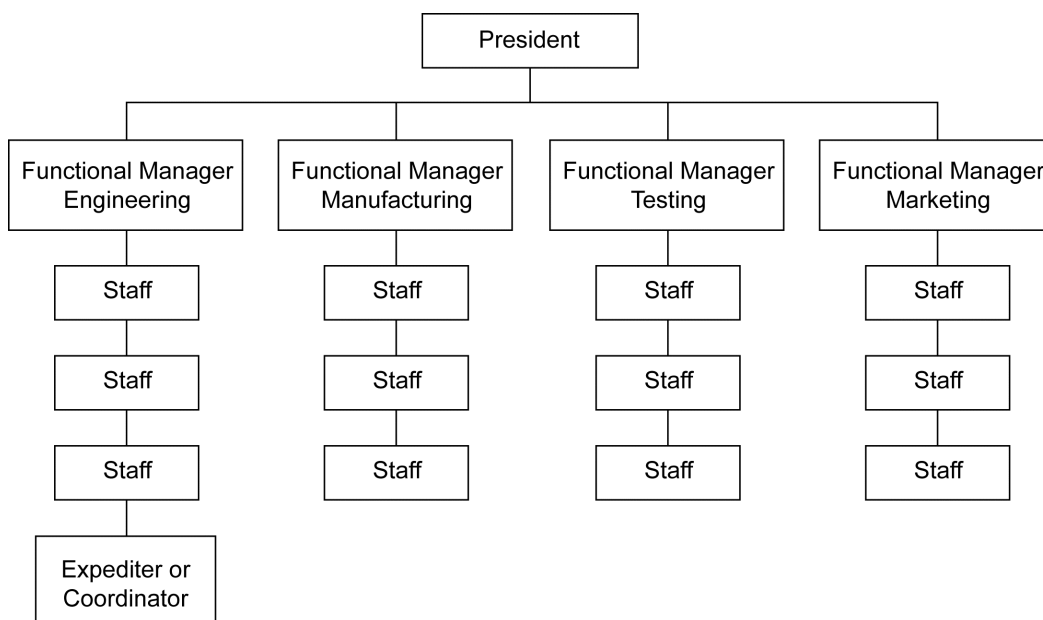 President
Functional Manager
Engineering
Functional Manager
Manufacturing
Functional Manager
Testing
Functional Manager
Marketing
Staff
Staff
Staff
Staff
Staff
Staff
Staff
Staff
Staff
Staff
Staff
Staff
Expediter or
Coordinator